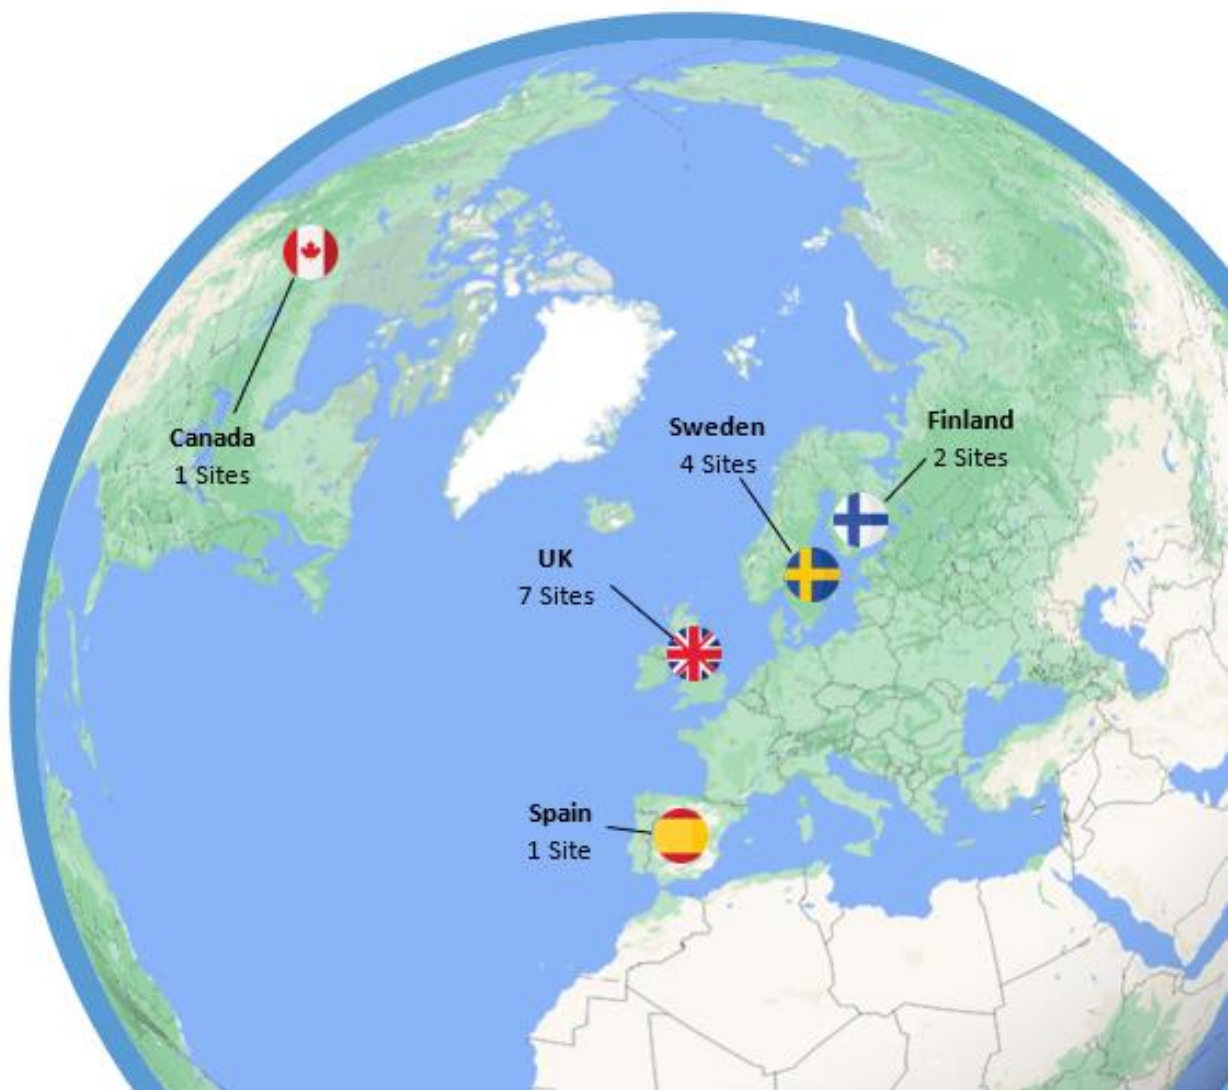 Canada
1 Sites
Sweden
4 Sites
Finland
2 Sites
UK
7 Sites
Spain
1 Site